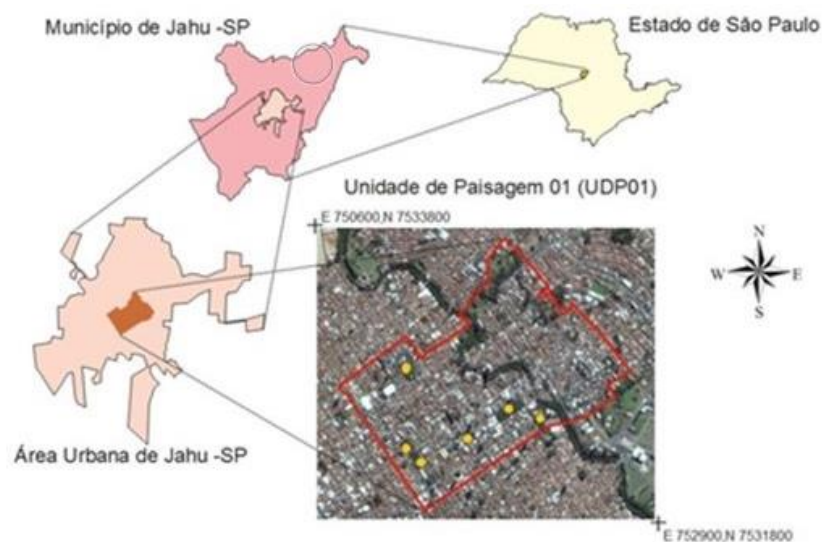 Município de Jahu -SP
Estado de São Paulo
Unidade de Paisagem 01 (UDP01)
E 750600,N 7533800
N
W E
S
Área Urbana de Jahu -SP
E 752900,N 7531800